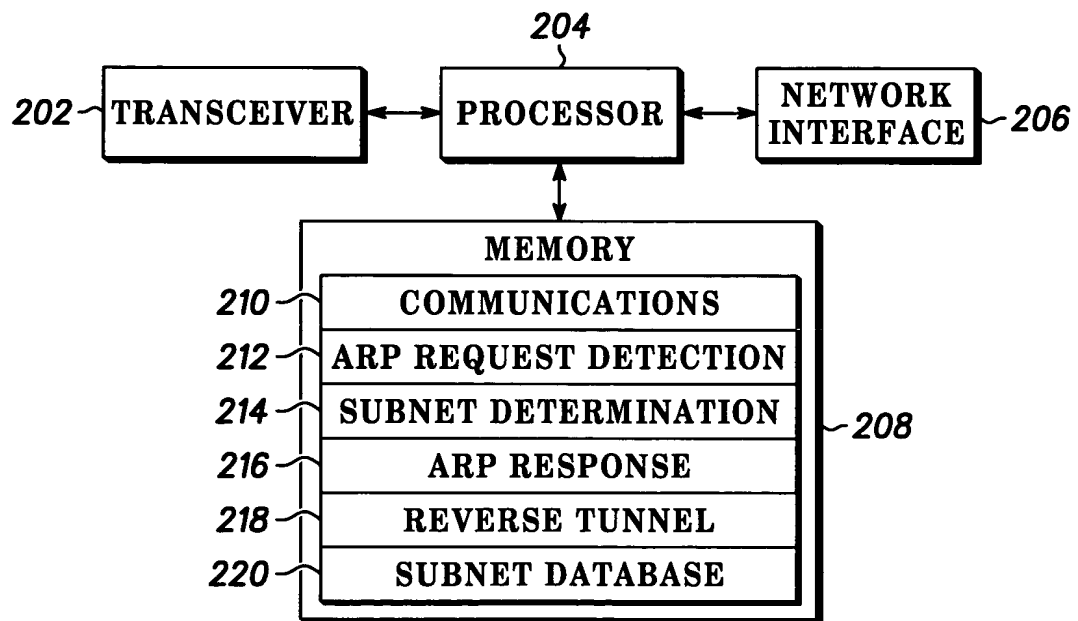 204
202 TRANSCEIVER PROCESSOR NETWORK INTERFACE 206
MEMORY
210 COMMUNICATIONS
212 ARP REQUEST DETECTION
214 SUBNET DETERMINATION 208
216 ARP RESPONSE
218 REVERSE TUNNEL
220 SUBNET DATABASE